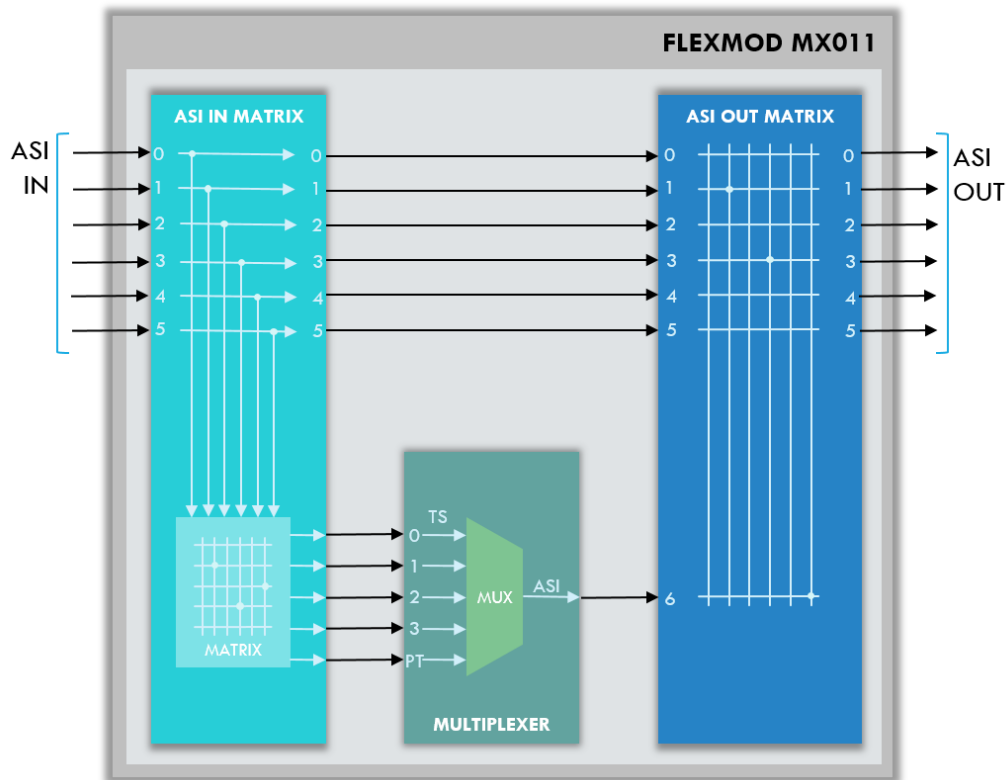 FLEXMOD MX011
ASI IN MATRIX
ASI OUT MATRIX
ASI
IN
0 0
1 1
2 2
3 3
4 4
5 5
0 0
1 1
2 2
3 3
4 4
5 5
ASI
OUT
TS
0
1
2
3
PT
MUX
ASI
6
MATRIX
MULTIPLEXER